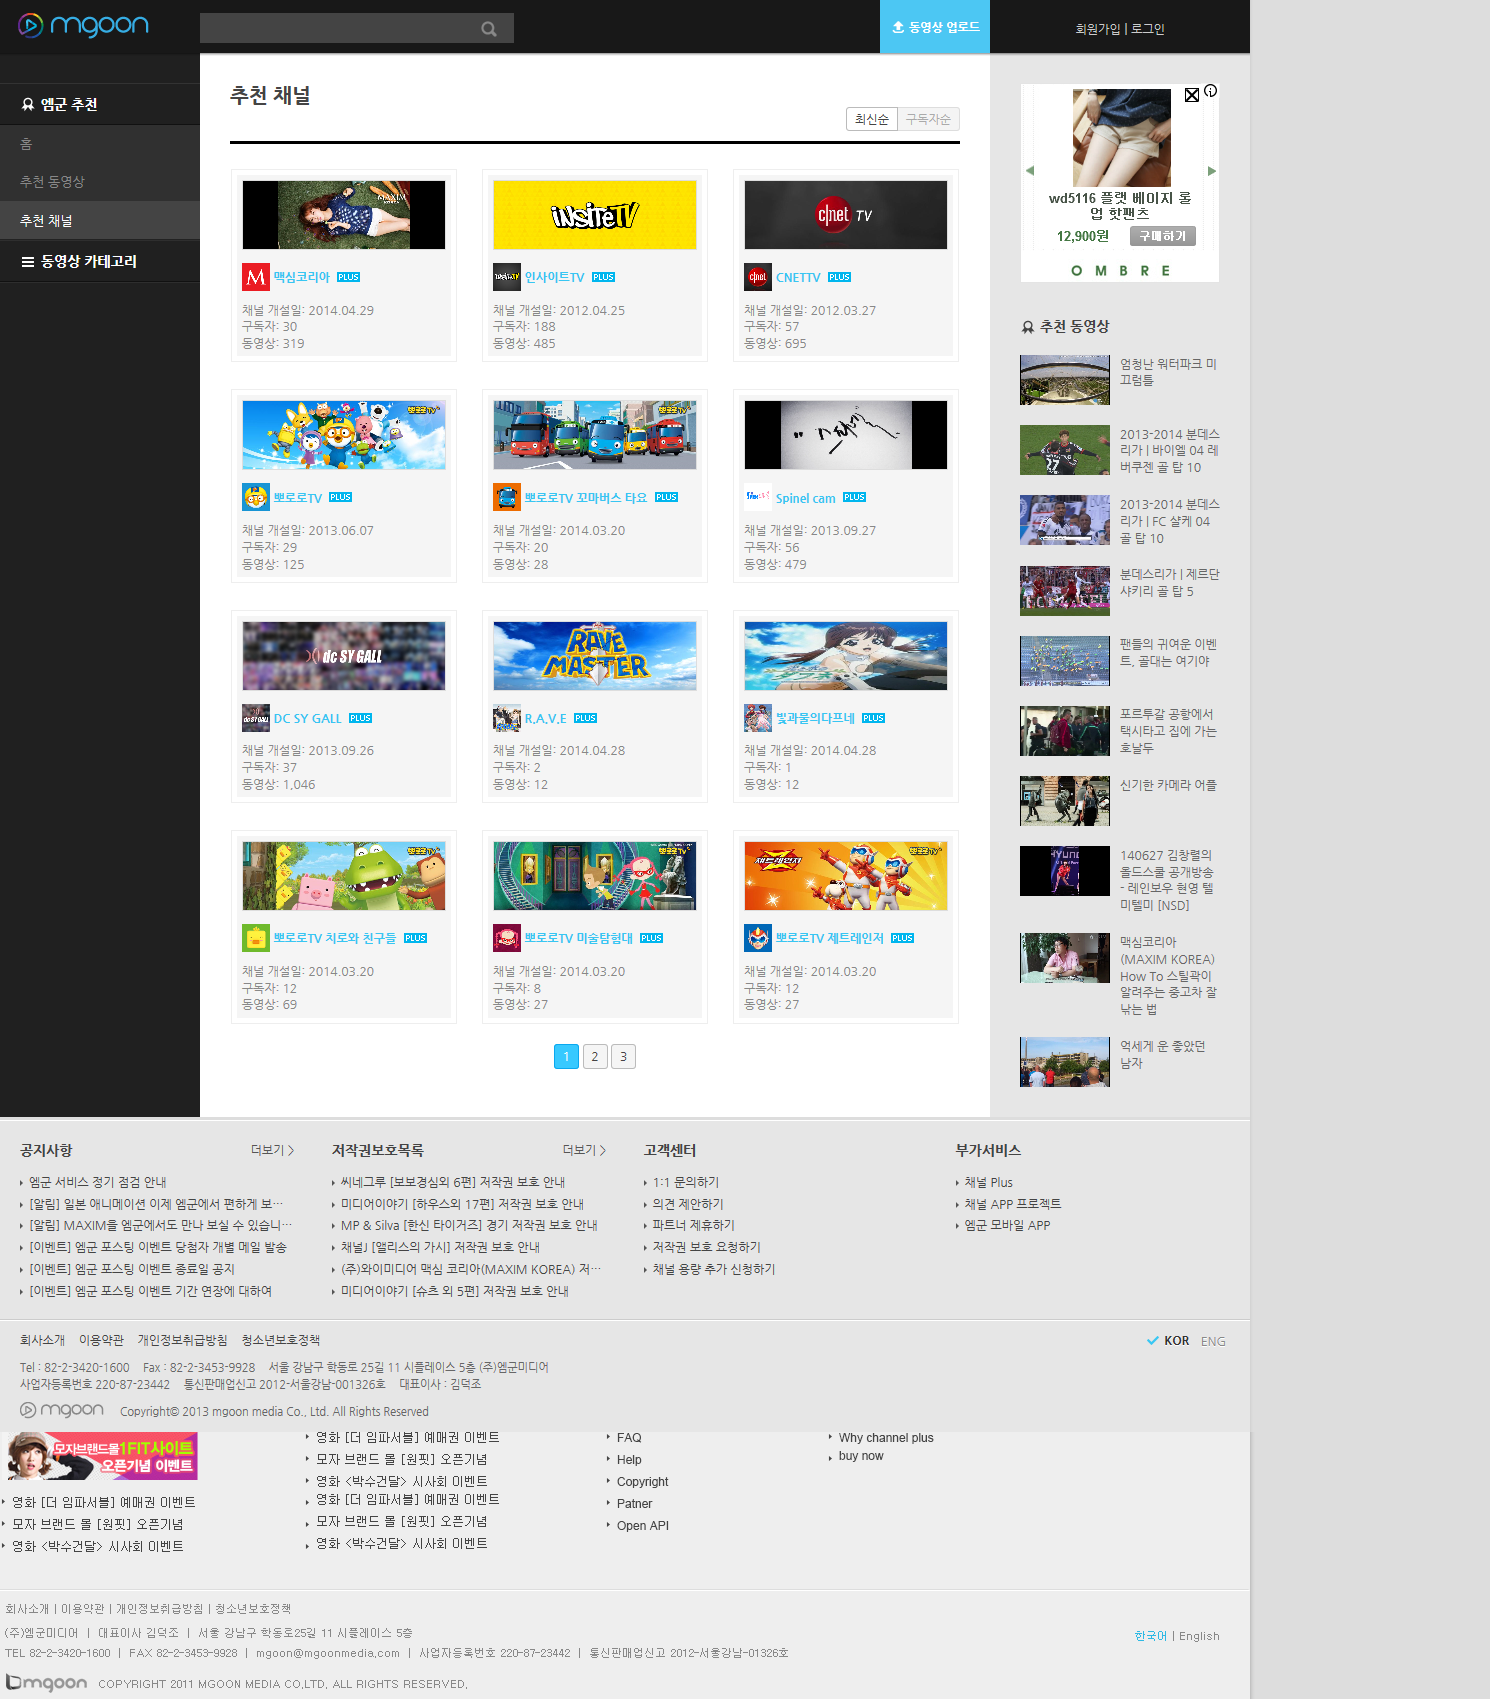 mgoon
동영상 업로드
회원가입 | 로그인
엠군 추천
홈
추천 동영상
추천 채널
동영상 카테고리
추천 채널
최신순 구독자순
MAXIM
KOREA
맥심코리아 PLUS
채널 개설일: 2014.04.29
구독자: 30
동영상: 319
iNSiTeTV
인사이트TV PLUS
채널 개설일: 2012.04.25
구독자: 188
동영상: 485
c|net TV
CNETTV PLUS
채널 개설일: 2012.03.27
구독자: 57
동영상: 695
뽀로로TV
뽀로로TV PLUS
채널 개설일: 2013.06.07
구독자: 29
동영상: 125
뽀로로TV
뽀로로TV 꼬마버스 타요 PLUS
채널 개설일: 2014.03.20
구독자: 20
동영상: 28
Spinel cam PLUS
채널 개설일: 2013.09.27
구독자: 56
동영상: 479
dc SY GALL
DC SY GALL PLUS
채널 개설일: 2013.09.26
구독자: 37
동영상: 1,046
RAVE
MASTER
R.A.V.E PLUS
채널 개설일: 2014.04.28
구독자: 2
동영상: 12
빛과물의다프네 PLUS
채널 개설일: 2014.04.28
구독자: 1
동영상: 12
뽀로로TV
뽀로로TV 치로와 친구들 PLUS
채널 개설일: 2014.03.20
구독자: 12
동영상: 69
뽀로로TV
뽀로로TV 미술탐험대 PLUS
채널 개설일: 2014.03.20
구독자: 8
동영상: 27
제트레인저
뽀로로TV
뽀로로TV 제트레인저 PLUS
채널 개설일: 2014.03.20
구독자: 12
동영상: 27
1 2 3
wd5116 플랫 베이지 롤
업 핫팬츠
12,900원 구매하기
OMBRE
추천 동영상
엄청난 워터파크 미
끄럼틀
2013-2014 분데스
리가 | 바이엘 04 레
버쿠젠 골 탑 10
2013-2014 분데스
리가 | FC 샬케 04
골 탑 10
분데스리가 | 제르단
샤키리 골 탑 5
팬들의 귀여운 이벤
트, 골대는 여기야
포르투갈 공항에서
택시타고 집에 가는
호날두
신기한 카메라 어플
140627 김창렬의
올드스쿨 공개방송
- 레인보우 현영 텔
미텔미 [NSD]
맥심코리아
(MAXIM KOREA)
How To 스틸곽이
알려주는 중고차 잘
낚는 법
억세게 운 좋았던
남자
공지사항 더보기
엠군 서비스 정기 점검 안내
[알림] 일본 애니메이션 이제 엠군에서 편하게 보…
[알림] MAXIM을 엠군에서도 만나 보실 수 있습니…
[이벤트] 엠군 포스팅 이벤트 당첨자 개별 메일 발송
[이벤트] 엠군 포스팅 이벤트 종료일 공지
[이벤트] 엠군 포스팅 이벤트 기간 연장에 대하여
저작권보호목록 더보기
씨네그루 [보보경심외 6편] 저작권 보호 안내
미디어이야기 [하우스외 17편] 저작권 보호 안내
MP & Silva [한신 타이거즈] 경기 저작권 보호 안내
채널J [앨리스의 가시] 저작권 보호 안내
(주)와이미디어 맥심 코리아(MAXIM KOREA) 저…
미디어이야기 [슈츠 외 5편] 저작권 보호 안내
고객센터
1:1 문의하기
의견 제안하기
파트너 제휴하기
저작권 보호 요청하기
채널 용량 추가 신청하기
부가서비스
채널 Plus
채널 APP 프로젝트
엠군 모바일 APP
회사소개 이용약관 개인정보취급방침 청소년보호정책
KOR ENG
Tel : 82-2-3420-1600 Fax : 82-2-3453-9928 서울 강남구 학동로 25길 11 시플레이스 5층 (주)엠군미디어
사업자등록번호 220-87-23442 통신판매업신고 2012-서울강남-001326호 대표이사 : 김덕조
mgoon Copyright© 2013 mgoon media Co., Ltd. All Rights Reserved
모자브랜드몰1FIT사이트
오픈기념 이벤트
영화 [더 임파서블] 예매권 이벤트
모자 브랜드 몰 [원핏] 오픈기념
영화 <박수건달> 시사회 이벤트
영화 [더 임파서블] 예매권 이벤트
모자 브랜드 몰 [원핏] 오픈기념
영화 <박수건달> 시사회 이벤트
영화 [더 임파서블] 예매권 이벤트
모자 브랜드 몰 [원핏] 오픈기념
영화 <박수건달> 시사회 이벤트
FAQ
Help
Copyright
Patner
Open API
Why channel plus
buy now
회사소개 | 이용약관 | 개인정보취급방침 | 청소년보호정책
(주)엠군미디어 | 대표이사 김덕조 | 서울 강남구 학동로25길 11 시플레이스 5층
한국어 | English
TEL 82-2-3420-1600 | FAX 82-2-3453-9928 | mgoon@mgoonmedia.com | 사업자등록번호 220-87-23442 | 통신판매업신고 2012-서울강남-01326호
mgoon COPYRIGHT 2011 MGOON MEDIA CO,LTD. ALL RIGHTS RESERVED.